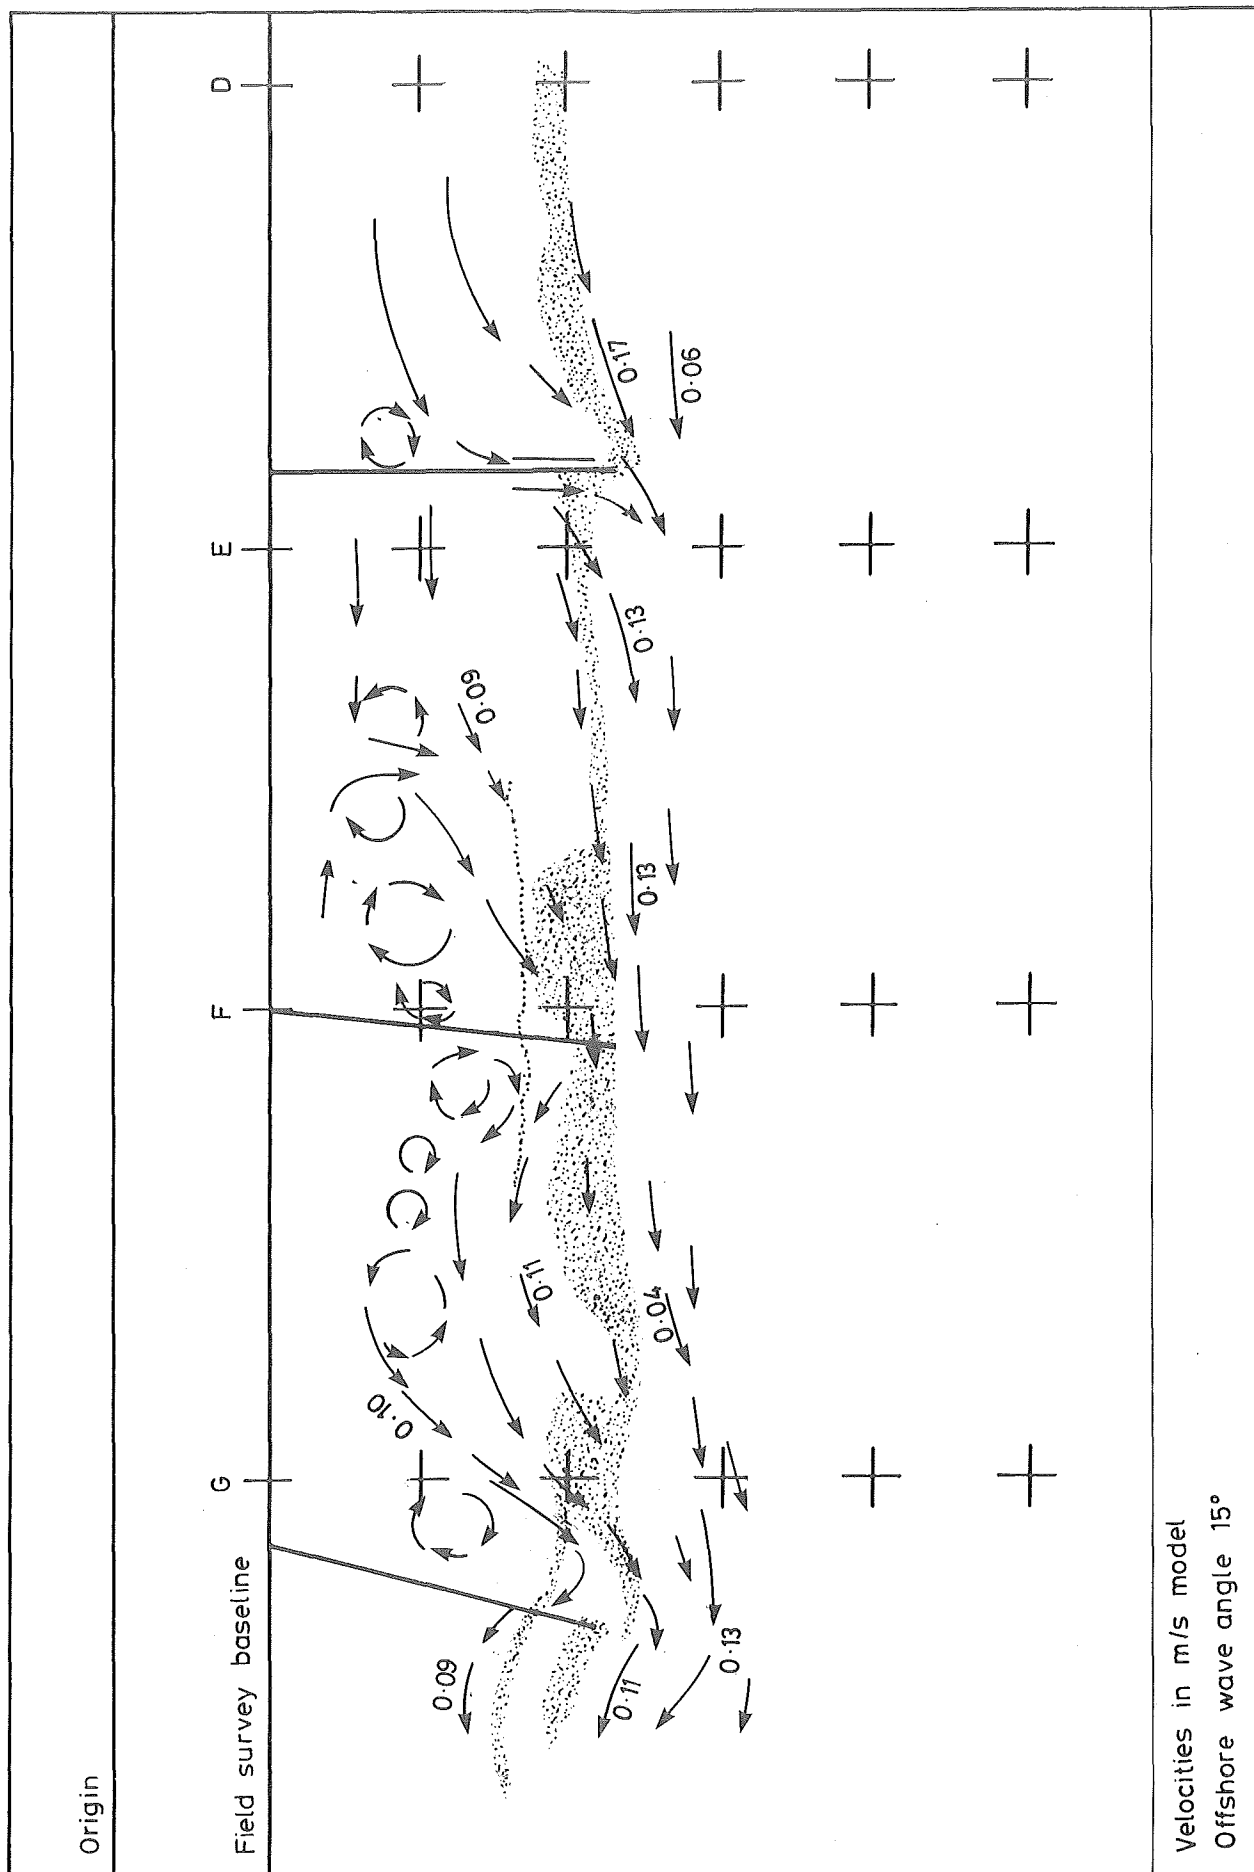 Origin
Field survey baseline
G F E D
0·10
0·09
0·09
0·11
0·17
0·11
0·13
0·13
0·04
0·06
0·13
Velocities in m/s model
Offshore wave angle 15°